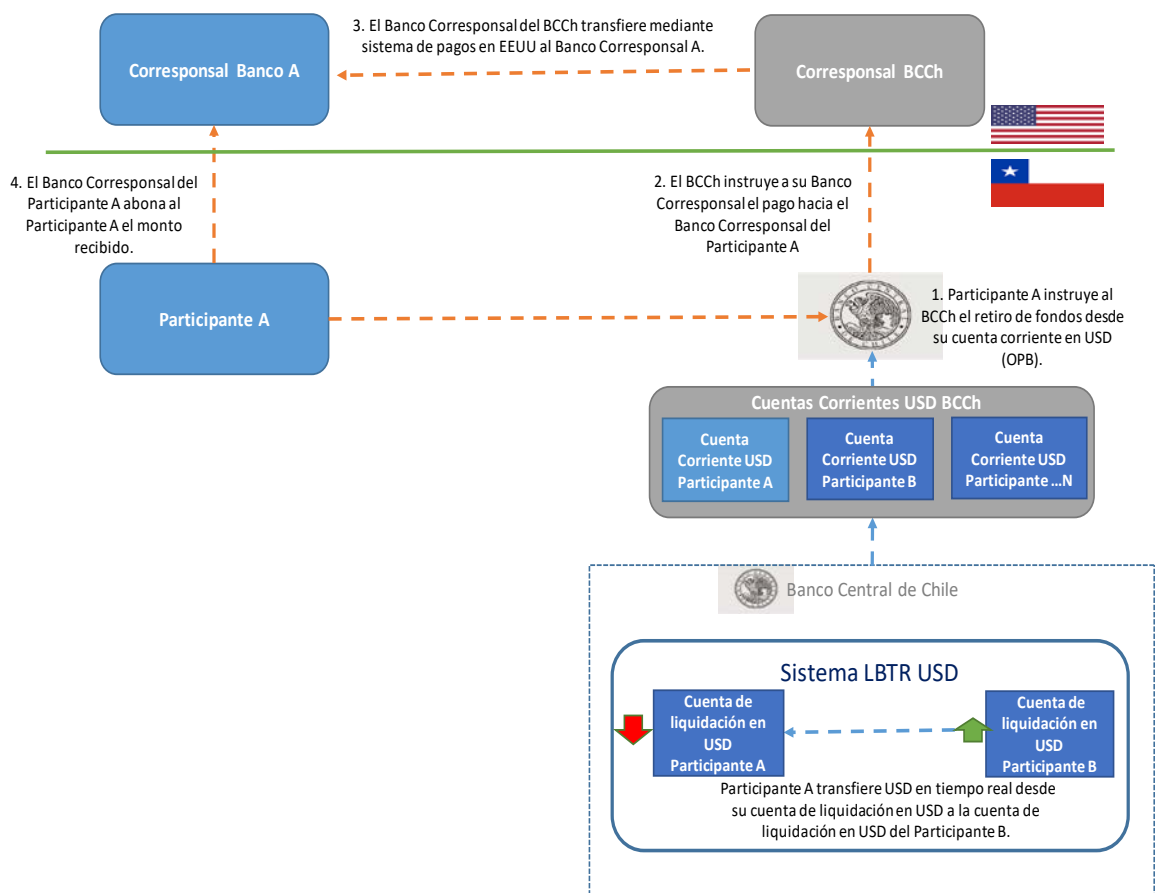 3. El Banco Corresponsal del BCCh transfiere mediante
sistema de pagos en EEUU al Banco Corresponsal A.
Corresponsal Banco A
Corresponsal BCCh
4. El Banco Corresponsal del
Participante A abona al
Participante A el monto
recibido.
2. El BCCh instruye a su Banco
Corresponsal el pago hacia el
Banco Corresponsal del
Participante A
Participante A
1. Participante A instruye al
BCCh el retiro de fondos desde
su cuenta corriente en USD
(OPB).
Cuentas Corrientes USD BCCh
Cuenta
Corriente USD
Participante A
Cuenta
Corriente USD
Participante B
Cuenta
Corriente USD
Participante ...N
Banco Central de Chile
Sistema LBTR USD
Cuenta de
liquidación en
USD
Participante A
Cuenta de
liquidación en
USD
Participante B
Participante A transfiere USD en tiempo real desde
su cuenta de liquidación en USD a la cuenta de
liquidación en USD del Participante B.